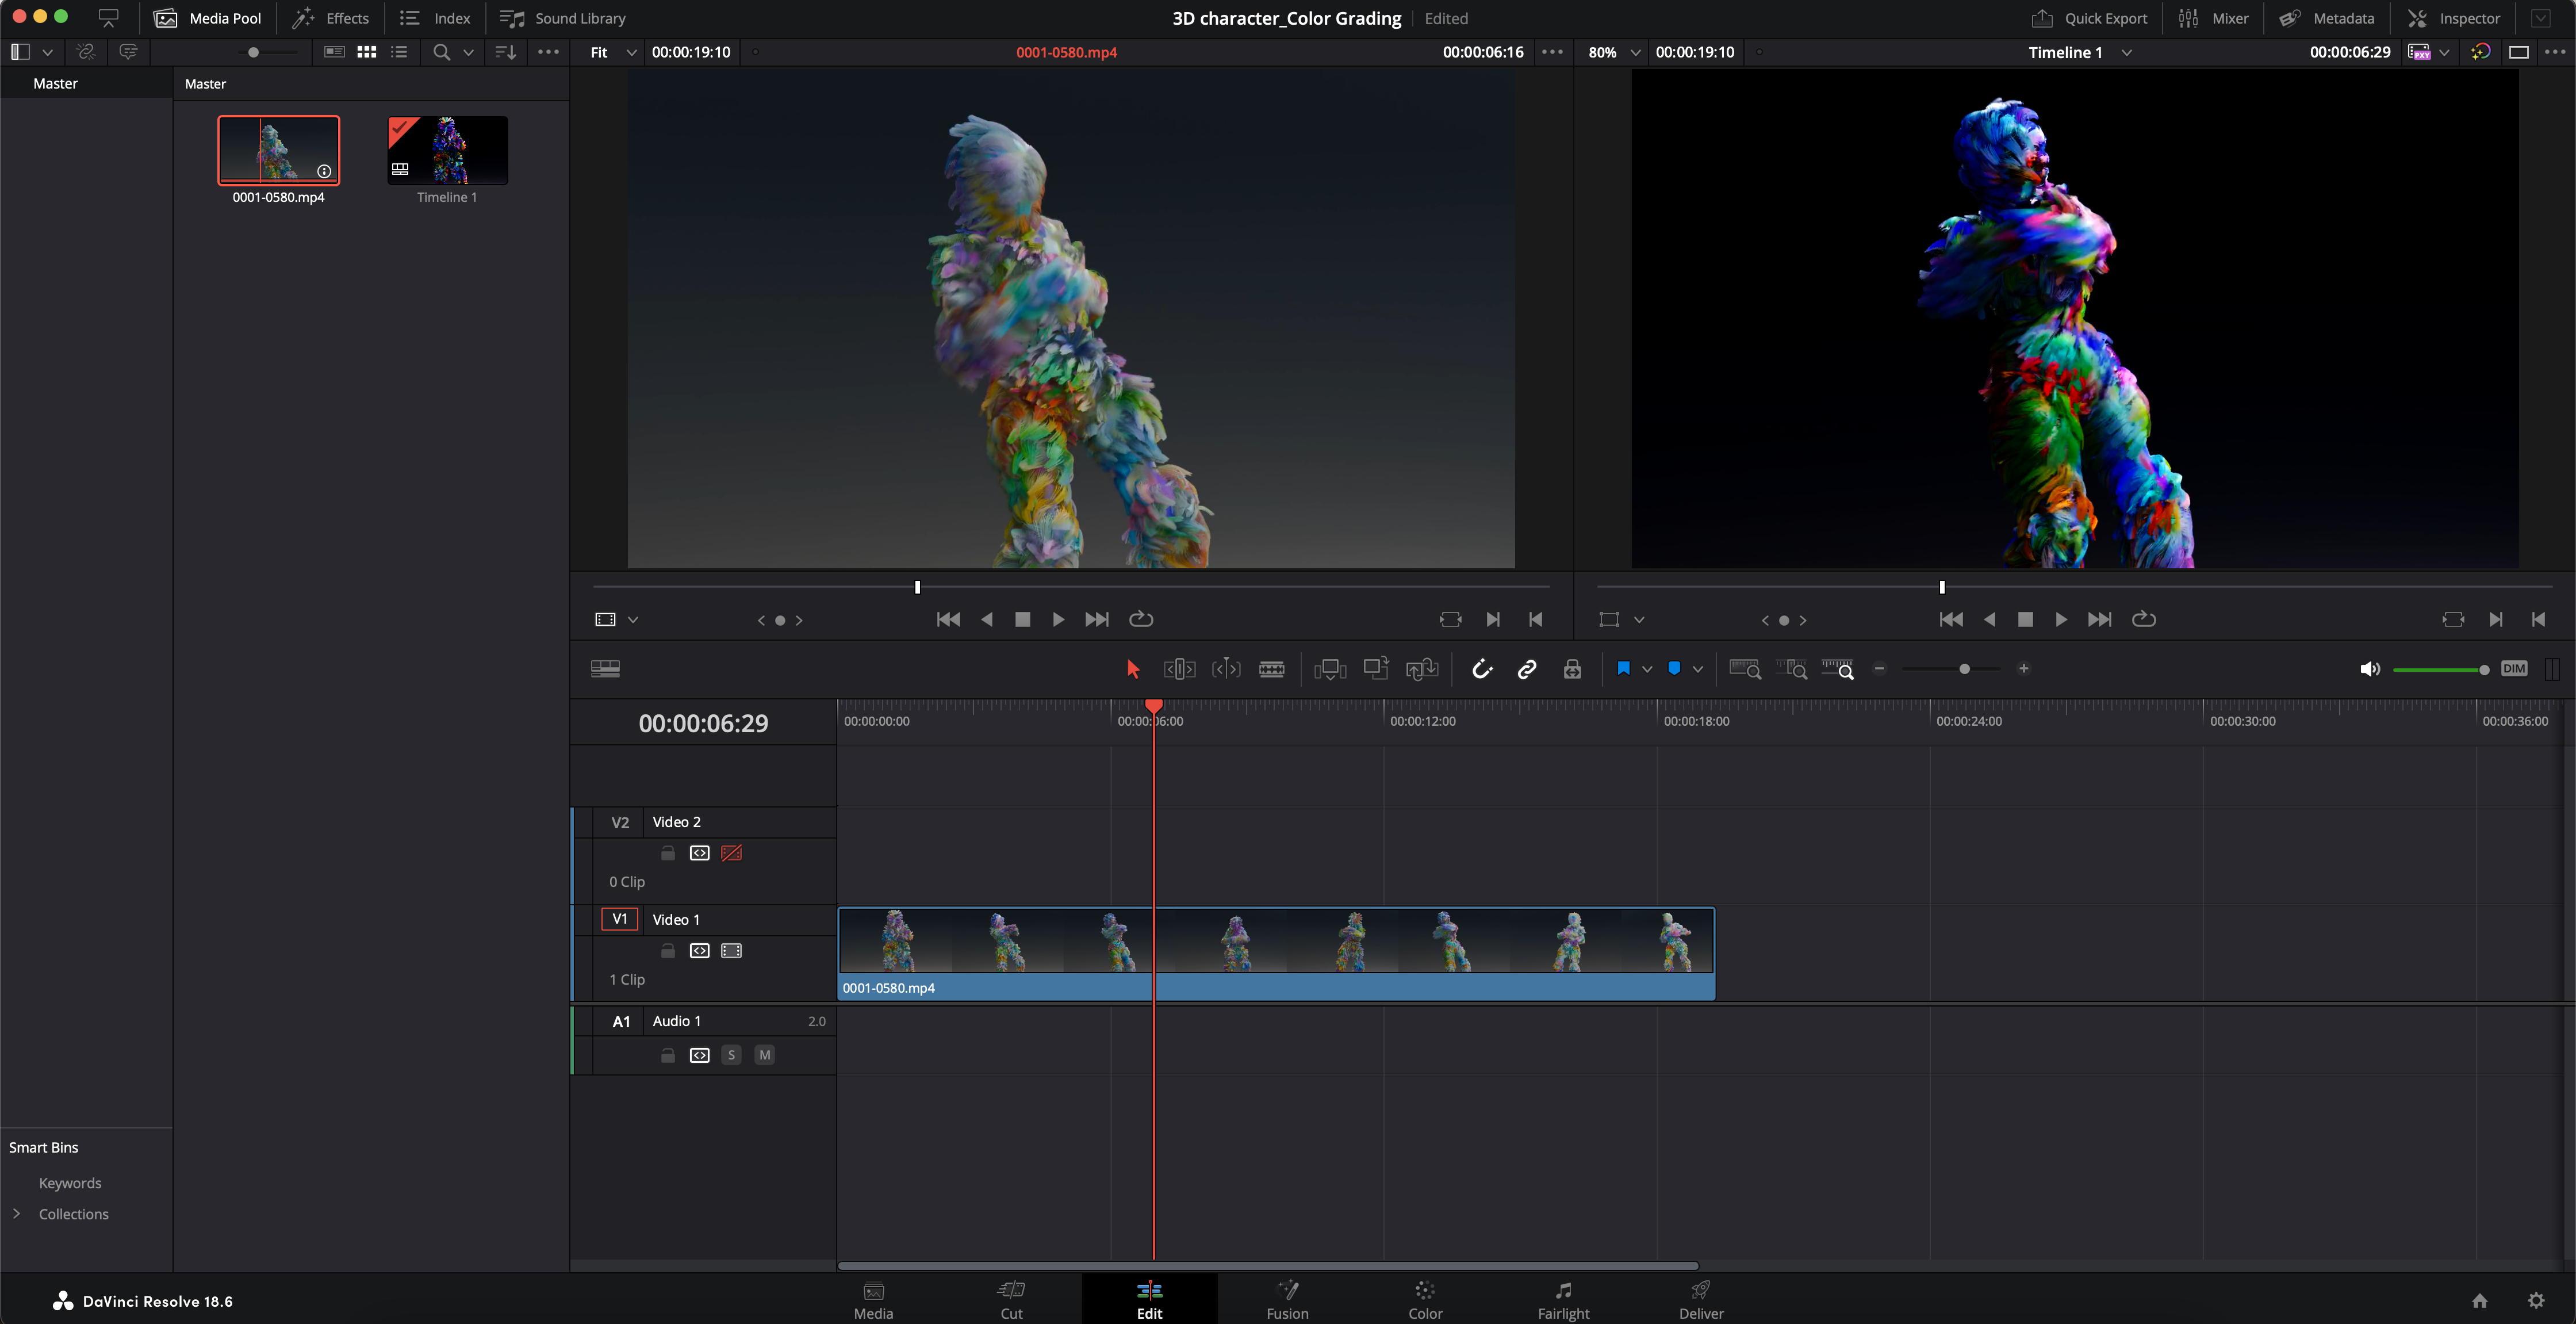 Media Pool Effects Index Sound Library 3D character_Color Grading Edited Quick Export Mixer Metadata Inspector
Fit 00:00:19:10 0001-0580.mp4 00:00:06:16 80% 00:00:19:10 Timeline 1 00:00:06:29 PXY
Master Master
0001-0580.mp4 Timeline 1
DIM
00:00:06:29 00:00:00:00 00:00:06:00 00:00:12:00 00:00:18:00 00:00:24:00 00:00:30:00 00:00:36:00
V2 Video 2
0 Clip
V1 Video 1
1 Clip
0001-0580.mp4
A1 Audio 1 2.0
S M
Smart Bins
Keywords
Collections
DaVinci Resolve 18.6 Media Cut Edit Fusion Color Fairlight Deliver